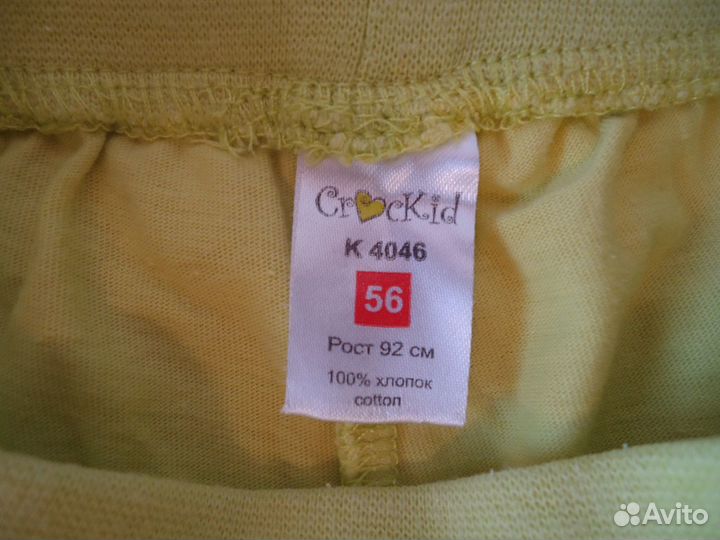 CrockId
K 4046
56
Рост 92 см
100% хлопок
cotton
Avito